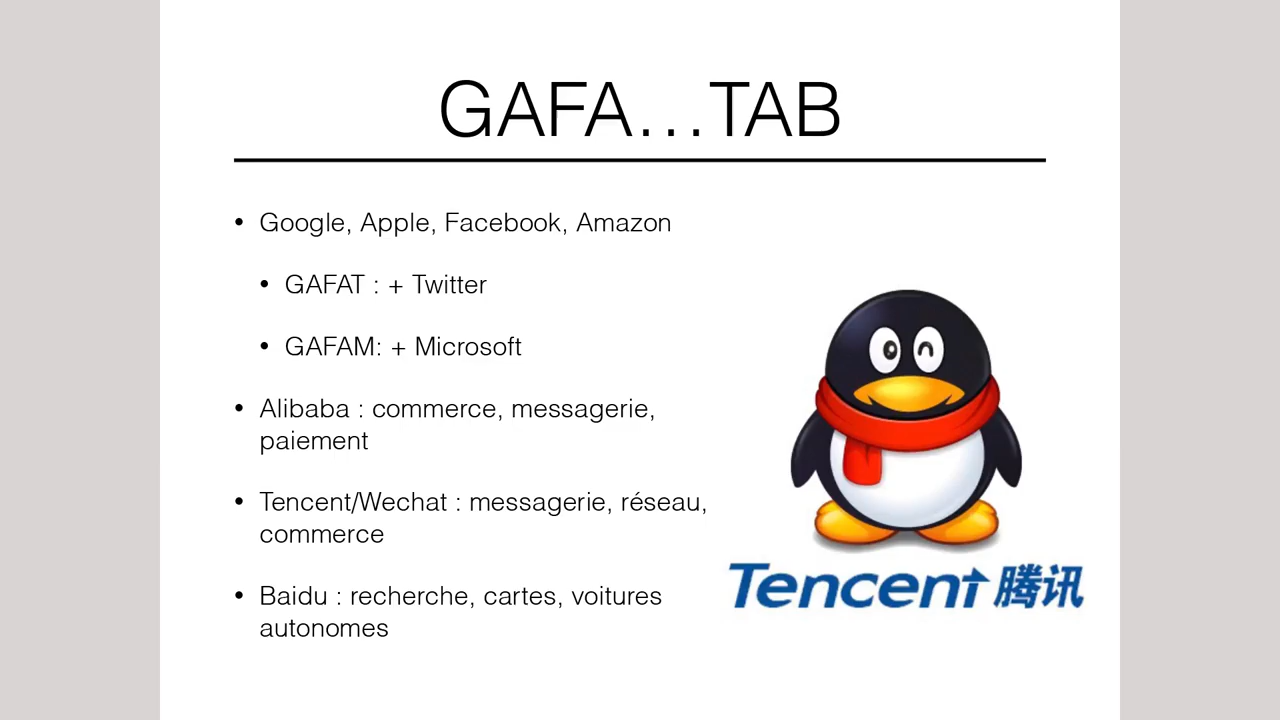 GAFA…TAB
• Google, Apple, Facebook, Amazon
• GAFAT : + Twitter
• GAFAM: + Microsoft
• Alibaba : commerce, messagerie,
paiement
• Tencent/Wechat : messagerie, réseau,
commerce
• Baidu : recherche, cartes, voitures
autonomes
Tencent 腾讯